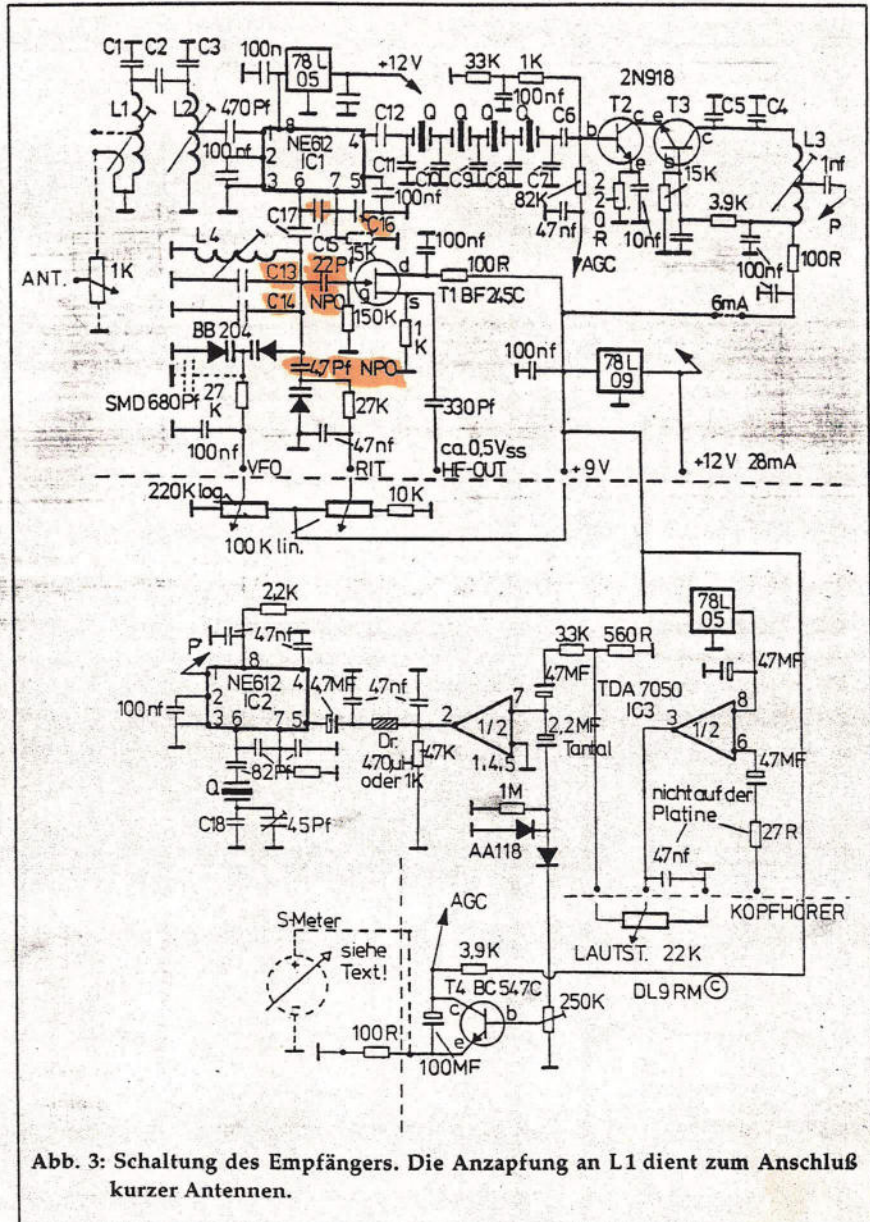 C1 C2 C3
100n
78L
05
+12V
33K 1K
100nf
2N918
L1 L2
470Pf
C12 Q Q Q Q C6
T2 T3
C5 C4
L3
100nf
1 8 4
2 NE612
IC1
3 6 7 5
C11 C10 C9 C8 C7
b c e
e b c
1nf
P
82K
220R
15K
3.9K
10nf
47nf
AGC
100nf
C17 C15 C16
100nf
15K
100nf
100R
L4
ANT. 1K
C13 22Pf
NPO
C14
d
g s
T1 BF245C
100R
6mA
150K
1K
BB 204
47Pf NPO
100nf
78L
09
SMD 680Pf
27K
27K
330Pf
100nf
47nf
ca 0,5Vss
HF-OUT
VFO RIT
+9V
+12V 28mA
220K log.
10K
100K lin.
2,2K
78L
05
P
47nf
33K 560R
47MF
1 8 4
NE612
IC2
2
3 6 7 5
4,7MF 47nf
47MF
TDA 7050
IC3
100nf
2 1/2 7
1.4.5
2,2MF
Tantal
3 1/2 8
6
47MF
82Pf
Dr.
470µH
oder 1K
47K
Q
C18 45Pf
1M
AA118
nicht auf der
Platine
27R
47nf
KOPFHÖRER
AGC
S-Meter
siehe
Text!
3,9K
LAUTST. 22K
T4 BC547C
c b e
250K
DL9RM ©
100R
100MF
Abb. 3: Schaltung des Empfängers. Die Anzapfung an L1 dient zum Anschluß
kurzer Antennen.